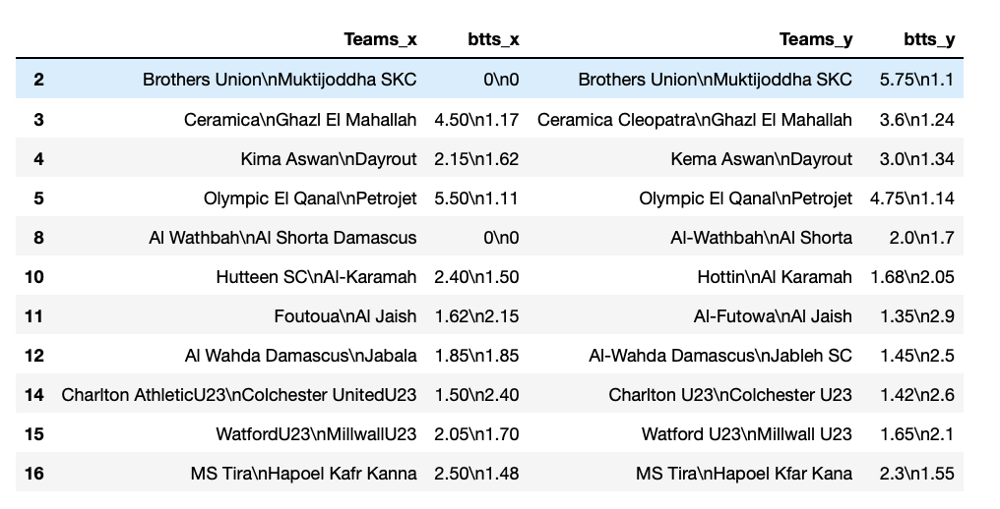 Teams_x btts_x Teams_y btts_y
2 Brothers Union\nMuktijoddha SKC 0\n0 Brothers Union\nMuktijoddha SKC 5.75\n1.1
3 Ceramica\nGhazl El Mahallah 4.50\n1.17 Ceramica Cleopatra\nGhazl El Mahallah 3.6\n1.24
4 Kima Aswan\nDayrout 2.15\n1.62 Kema Aswan\nDayrout 3.0\n1.34
5 Olympic El Qanal\nPetrojet 5.50\n1.11 Olympic El Qanal\nPetrojet 4.75\n1.14
8 Al Wathbah\nAl Shorta Damascus 0\n0 Al-Wathbah\nAl Shorta 2.0\n1.7
10 Hutteen SC\nAl-Karamah 2.40\n1.50 Hottin\nAl Karamah 1.68\n2.05
11 Foutoua\nAl Jaish 1.62\n2.15 Al-Futowa\nAl Jaish 1.35\n2.9
12 Al Wahda Damascus\nJabala 1.85\n1.85 Al-Wahda Damascus\nJableh SC 1.45\n2.5
14 Charlton AthleticU23\nColchester UnitedU23 1.50\n2.40 Charlton U23\nColchester U23 1.42\n2.6
15 WatfordU23\nMillwallU23 2.05\n1.70 Watford U23\nMillwall U23 1.65\n2.1
16 MS Tira\nHapoel Kafr Kanna 2.50\n1.48 MS Tira\nHapoel Kfar Kana 2.3\n1.55